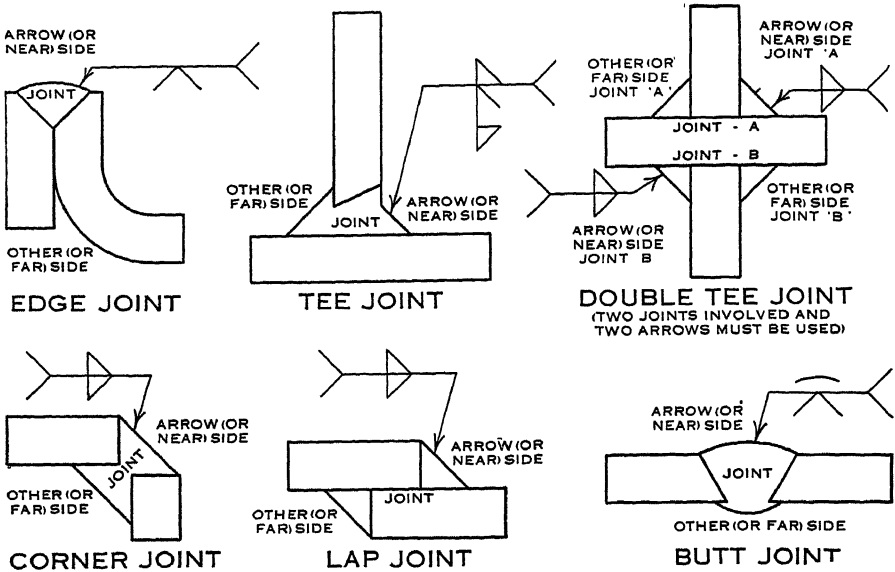 ARROW (OR
NEAR) SIDE
JOINT
OTHER (OR
FAR) SIDE
EDGE JOINT
OTHER (OR
FAR) SIDE
JOINT
ARROW (OR
NEAR) SIDE
TEE JOINT
OTHER (OR
FAR) SIDE
JOINT 'A'
ARROW (OR
NEAR) SIDE
JOINT 'A
JOINT - A
JOINT - B
ARROW (OR
NEAR) SIDE
JOINT B
OTHER (OR
FAR) SIDE
JOINT 'B'
DOUBLE TEE JOINT
(TWO JOINTS INVOLVED AND
TWO ARROWS MUST BE USED)
ARROW (OR
NEAR) SIDE
JOINT
OTHER (OR
FAR) SIDE
CORNER JOINT
ARROW (OR
NEAR) SIDE
JOINT
OTHER (OR
FAR) SIDE
LAP JOINT
ARROW (OR
NEAR) SIDE
JOINT
OTHER (OR FAR) SIDE
BUTT JOINT